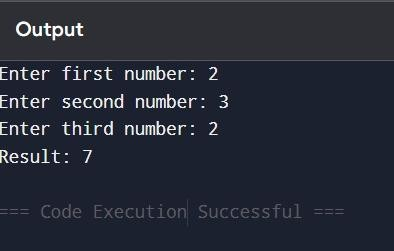 Output
Enter first number: 2
Enter second number: 3
Enter third number: 2
Result: 7
=== Code Execution Successful ===